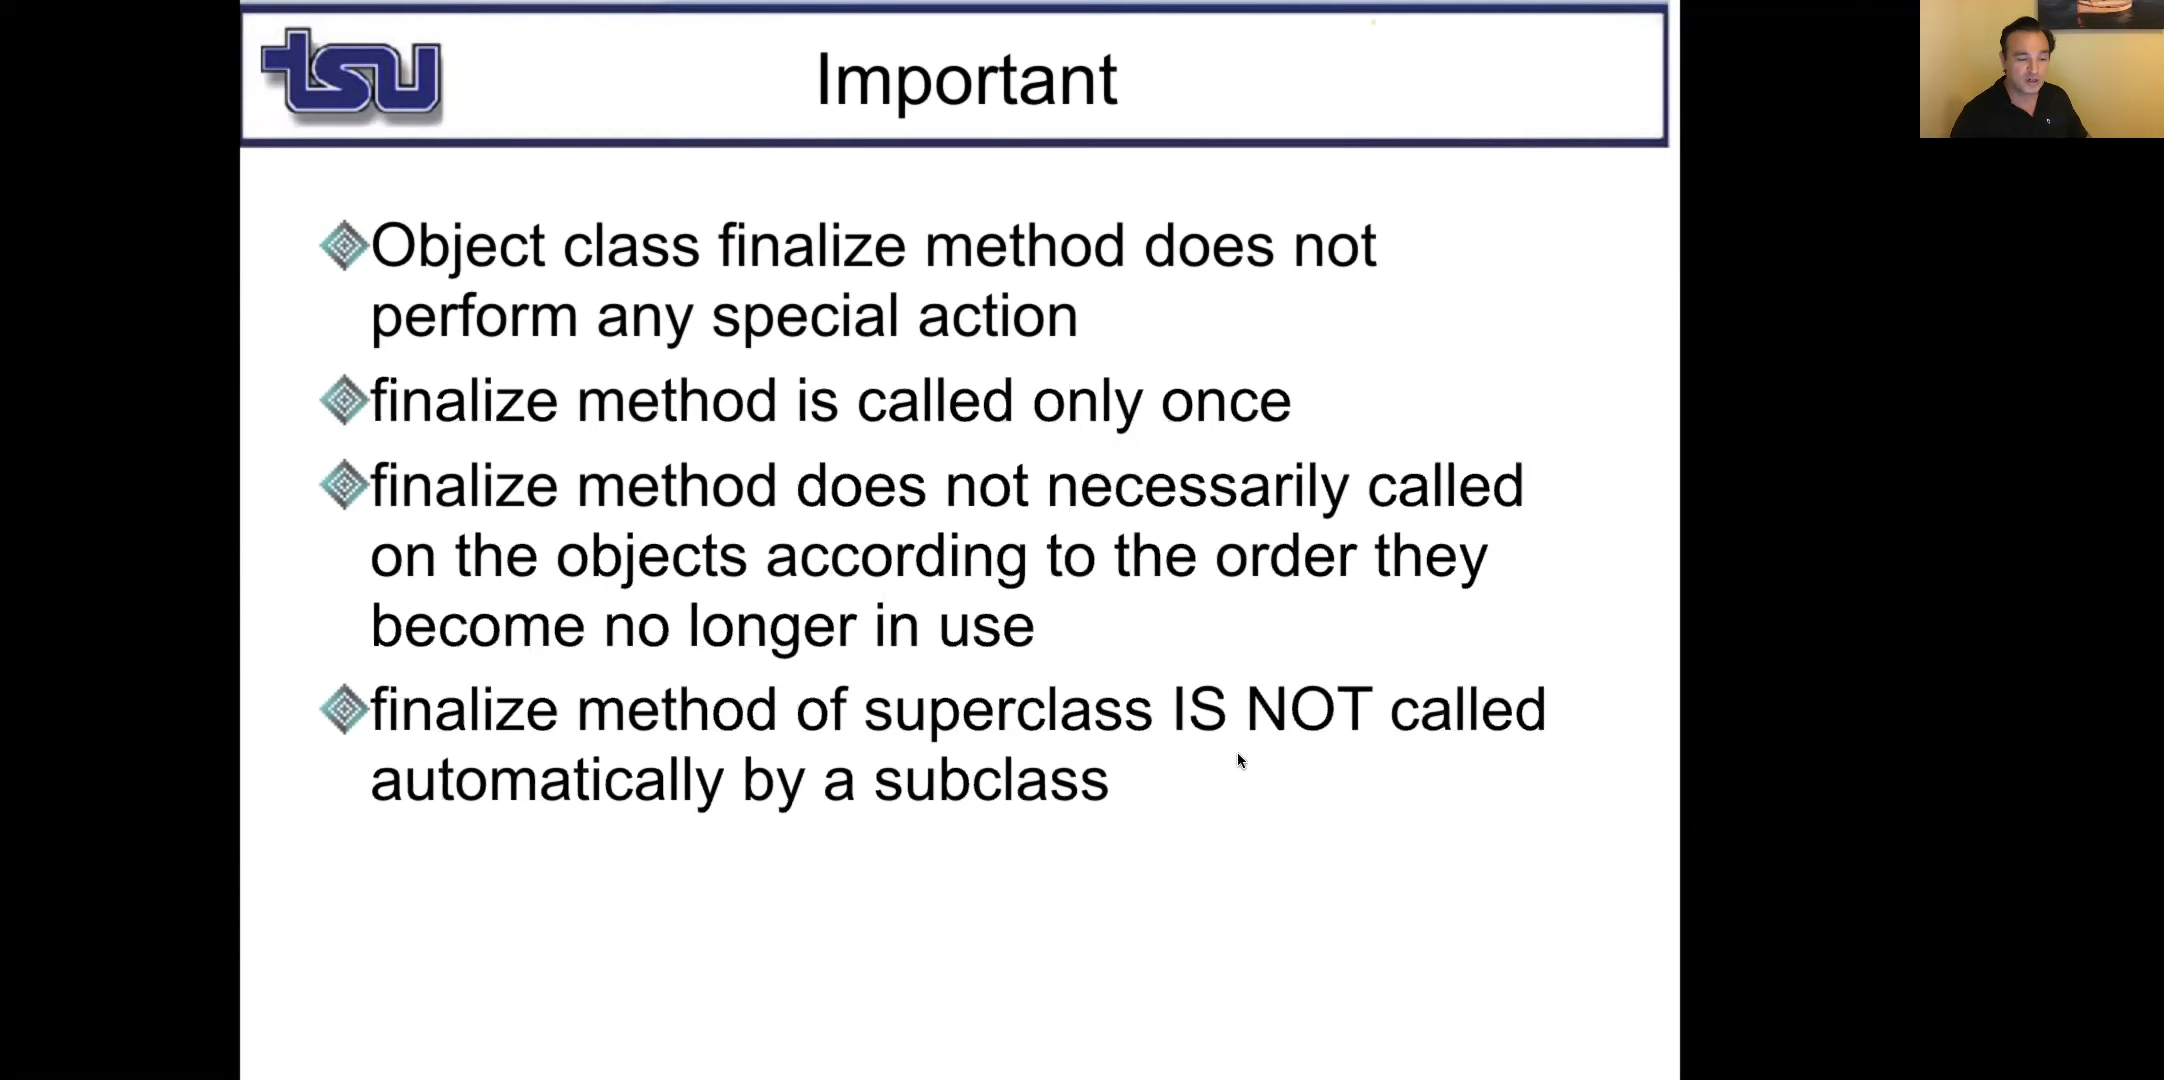 tsu
Important
Object class finalize method does not
perform any special action
finalize method is called only once
finalize method does not necessarily called
on the objects according to the order they
become no longer in use
finalize method of superclass IS NOT called
automatically by a subclass